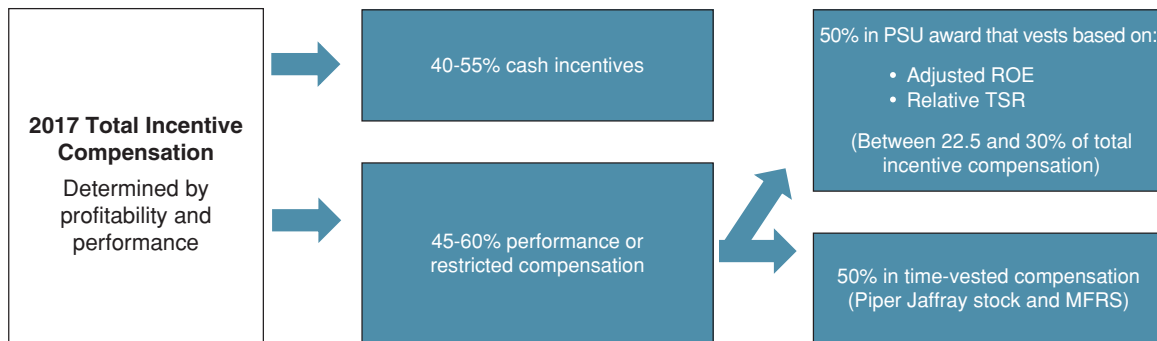 2017 Total Incentive
Compensation
Determined by
profitability and
performance
40-55% cash incentives
45-60% performance or
restricted compensation
50% in PSU award that vests based on:
• Adjusted ROE
• Relative TSR
(Between 22.5 and 30% of total
incentive compensation)
50% in time-vested compensation
(Piper Jaffray stock and MFRS)